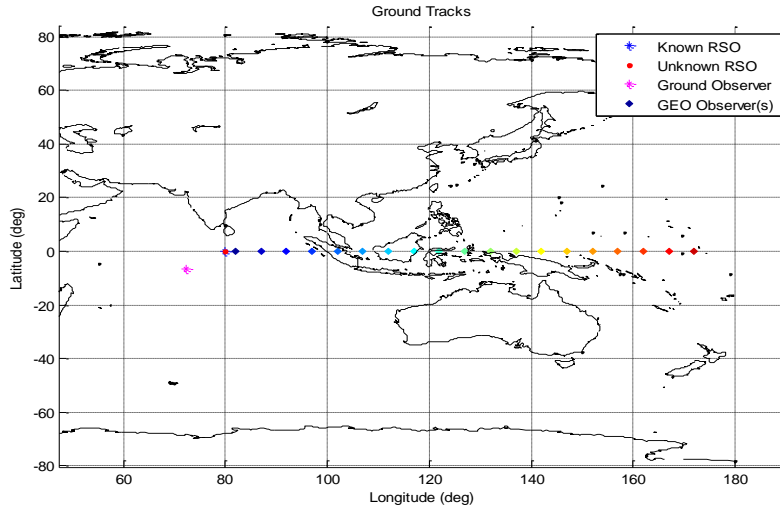 Ground Tracks
80
60
40
20
0
-20
-40
-60
-80
Latitude (deg)
60
80
100
120
140
160
180
Longitude (deg)
Known RSO
Unknown RSO
Ground Observer
GEO Observer(s)